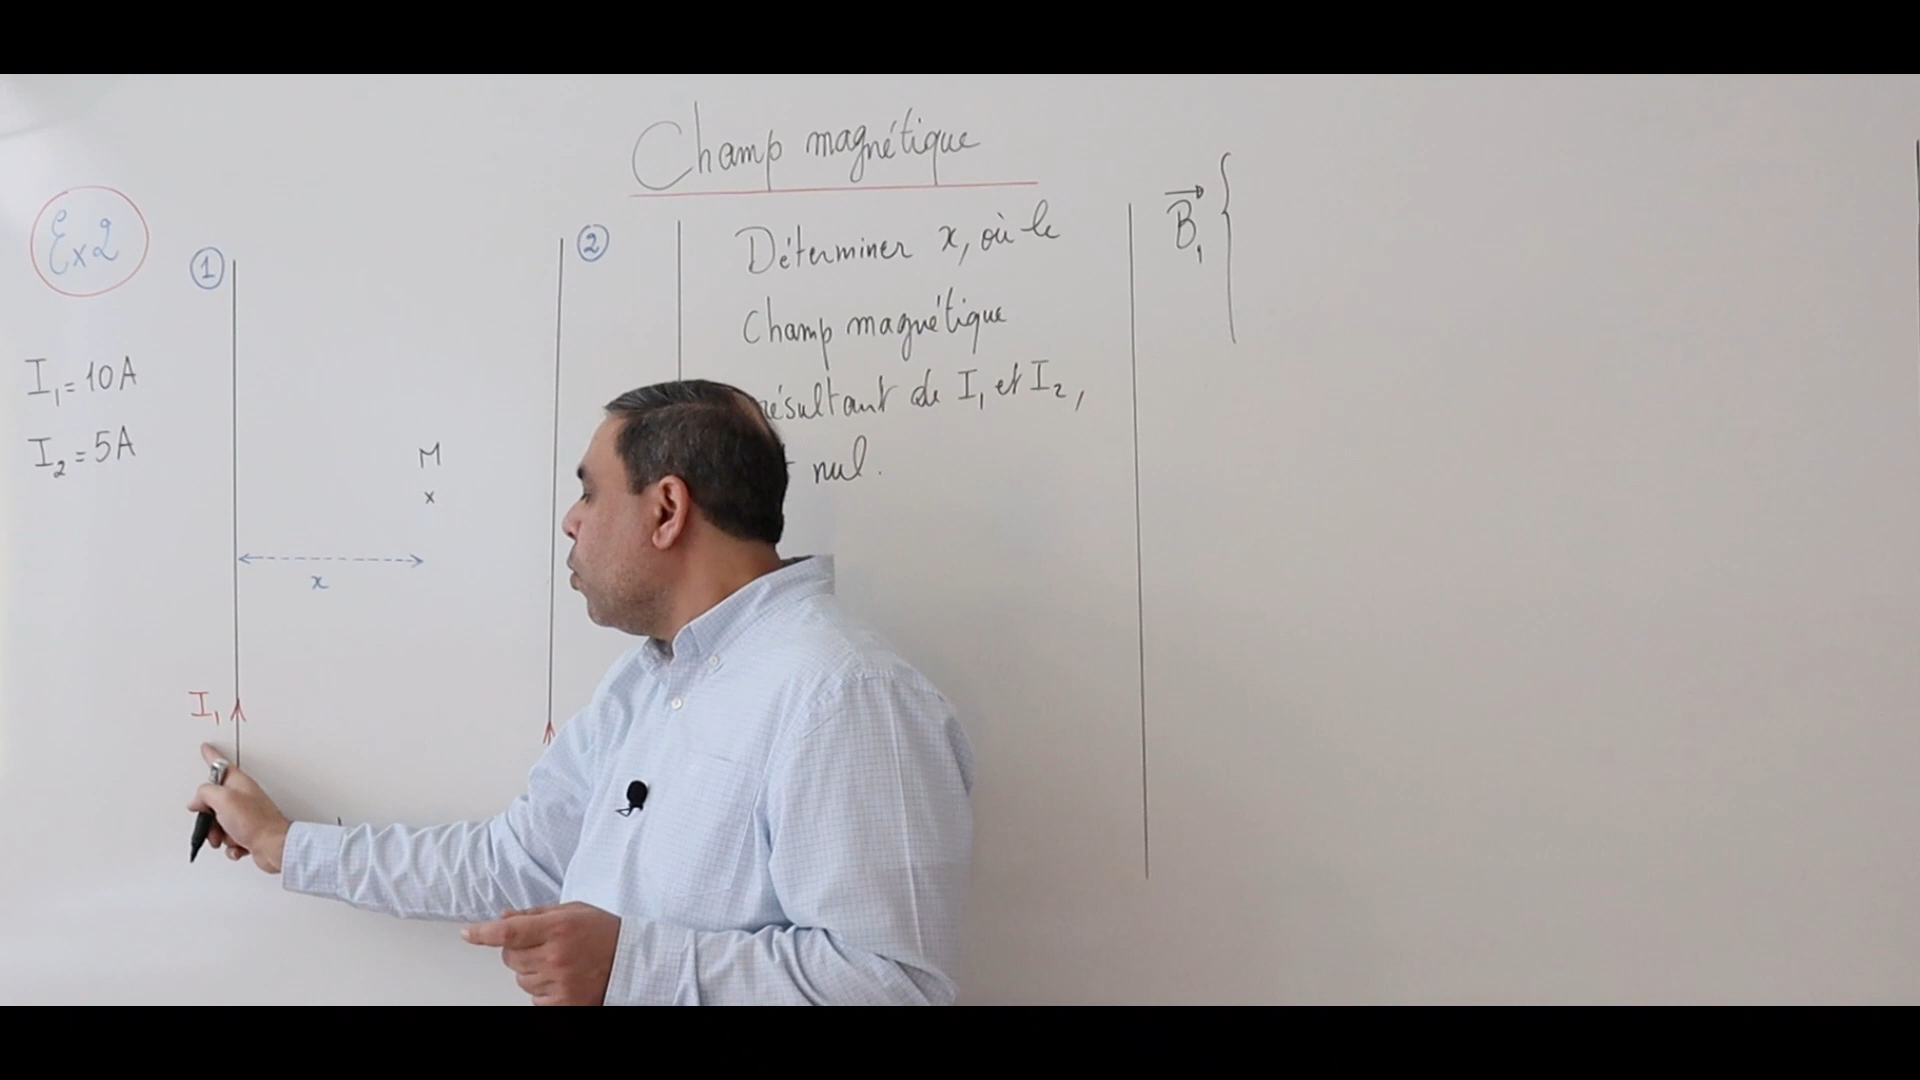 Champ magnétique
Ex2
1
2
I₁ = 10A
I₂ = 5A
M
x
x
I₁
Déterminer x, où le
Champ magnétique
résultant de I₁ et I₂,
nul.
B₁ {